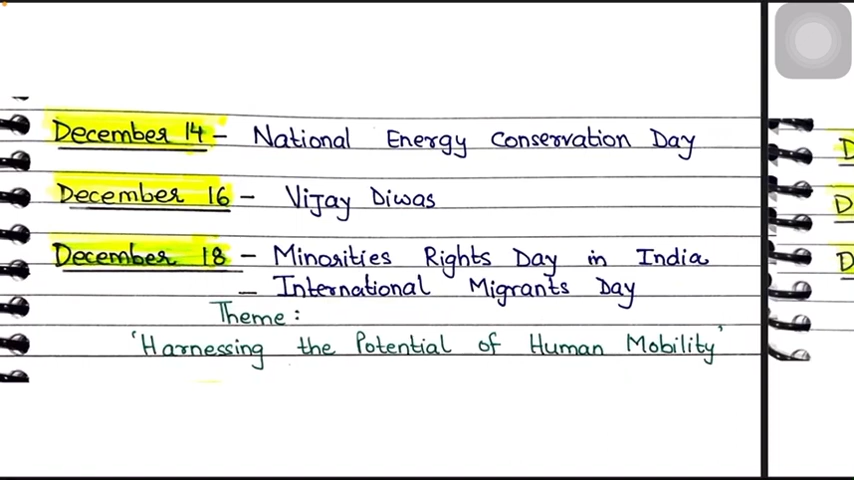 December 14 - National Energy Conservation Day
December 16 - Vijay Diwas
December 18 - Minorities Rights Day in India
- International Migrants Day
Theme:
'Harnessing the Potential of Human Mobility'
D
D
D